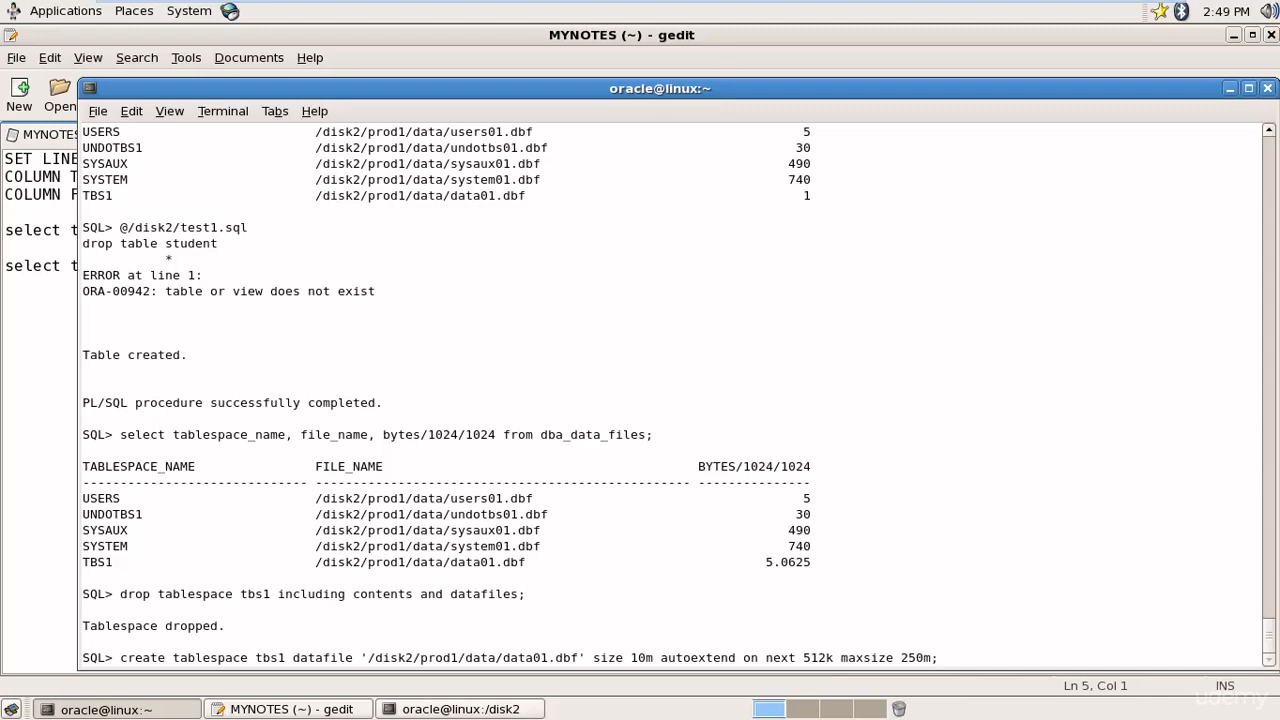 Applications Places System 2:49 PM
MYNOTES (~) - gedit
File Edit View Search Tools Documents Help
New Open
oracle@linux:~
File Edit View Terminal Tabs Help
MYNOTES
SET LINE
COLUMN T
COLUMN F
select t
select t
USERS /disk2/prod1/data/users01.dbf 5
UNDOTBS1 /disk2/prod1/data/undotbs01.dbf 30
SYSAUX /disk2/prod1/data/sysaux01.dbf 490
SYSTEM /disk2/prod1/data/system01.dbf 740
TBS1 /disk2/prod1/data/data01.dbf 1
SQL> @/disk2/test1.sql
drop table student
*
ERROR at line 1:
ORA-00942: table or view does not exist
Table created.
PL/SQL procedure successfully completed.
SQL> select tablespace_name, file_name, bytes/1024/1024 from dba_data_files;
TABLESPACE_NAME FILE_NAME BYTES/1024/1024
------------------------------ -------------------------------------------------- ---------------
USERS /disk2/prod1/data/users01.dbf 5
UNDOTBS1 /disk2/prod1/data/undotbs01.dbf 30
SYSAUX /disk2/prod1/data/sysaux01.dbf 490
SYSTEM /disk2/prod1/data/system01.dbf 740
TBS1 /disk2/prod1/data/data01.dbf 5.0625
SQL> drop tablespace tbs1 including contents and datafiles;
Tablespace dropped.
SQL> create tablespace tbs1 datafile '/disk2/prod1/data/data01.dbf' size 10m autoextend on next 512k maxsize 250m;
Ln 5, Col 1 INS
udemy
oracle@linux:~ MYNOTES (~) - gedit oracle@linux:/disk2